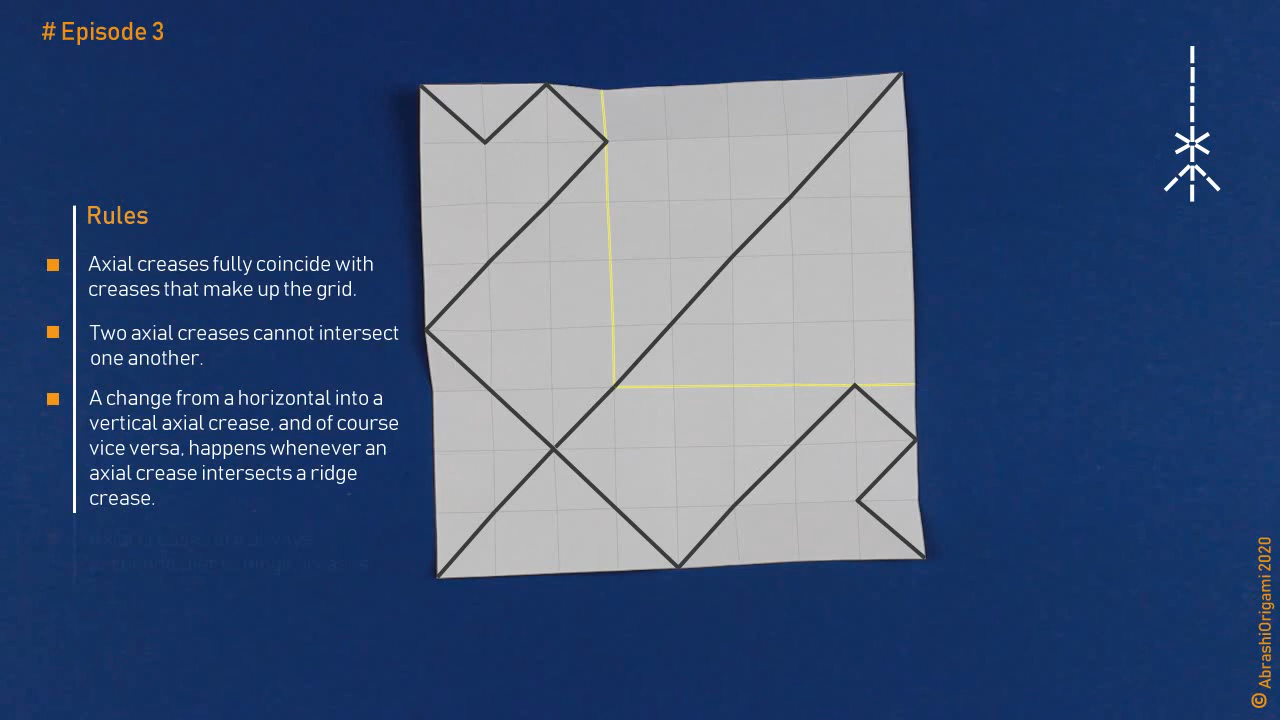 # Episode 3
Rules
Axial creases fully coincide with
creases that make up the grid.
Two axial creases cannot intersect
one another.
A change from a horizontal into a
vertical axial crease, and of course
vice versa, happens whenever an
axial crease intersects a ridge
crease.
© AbrashiOrigami 2020